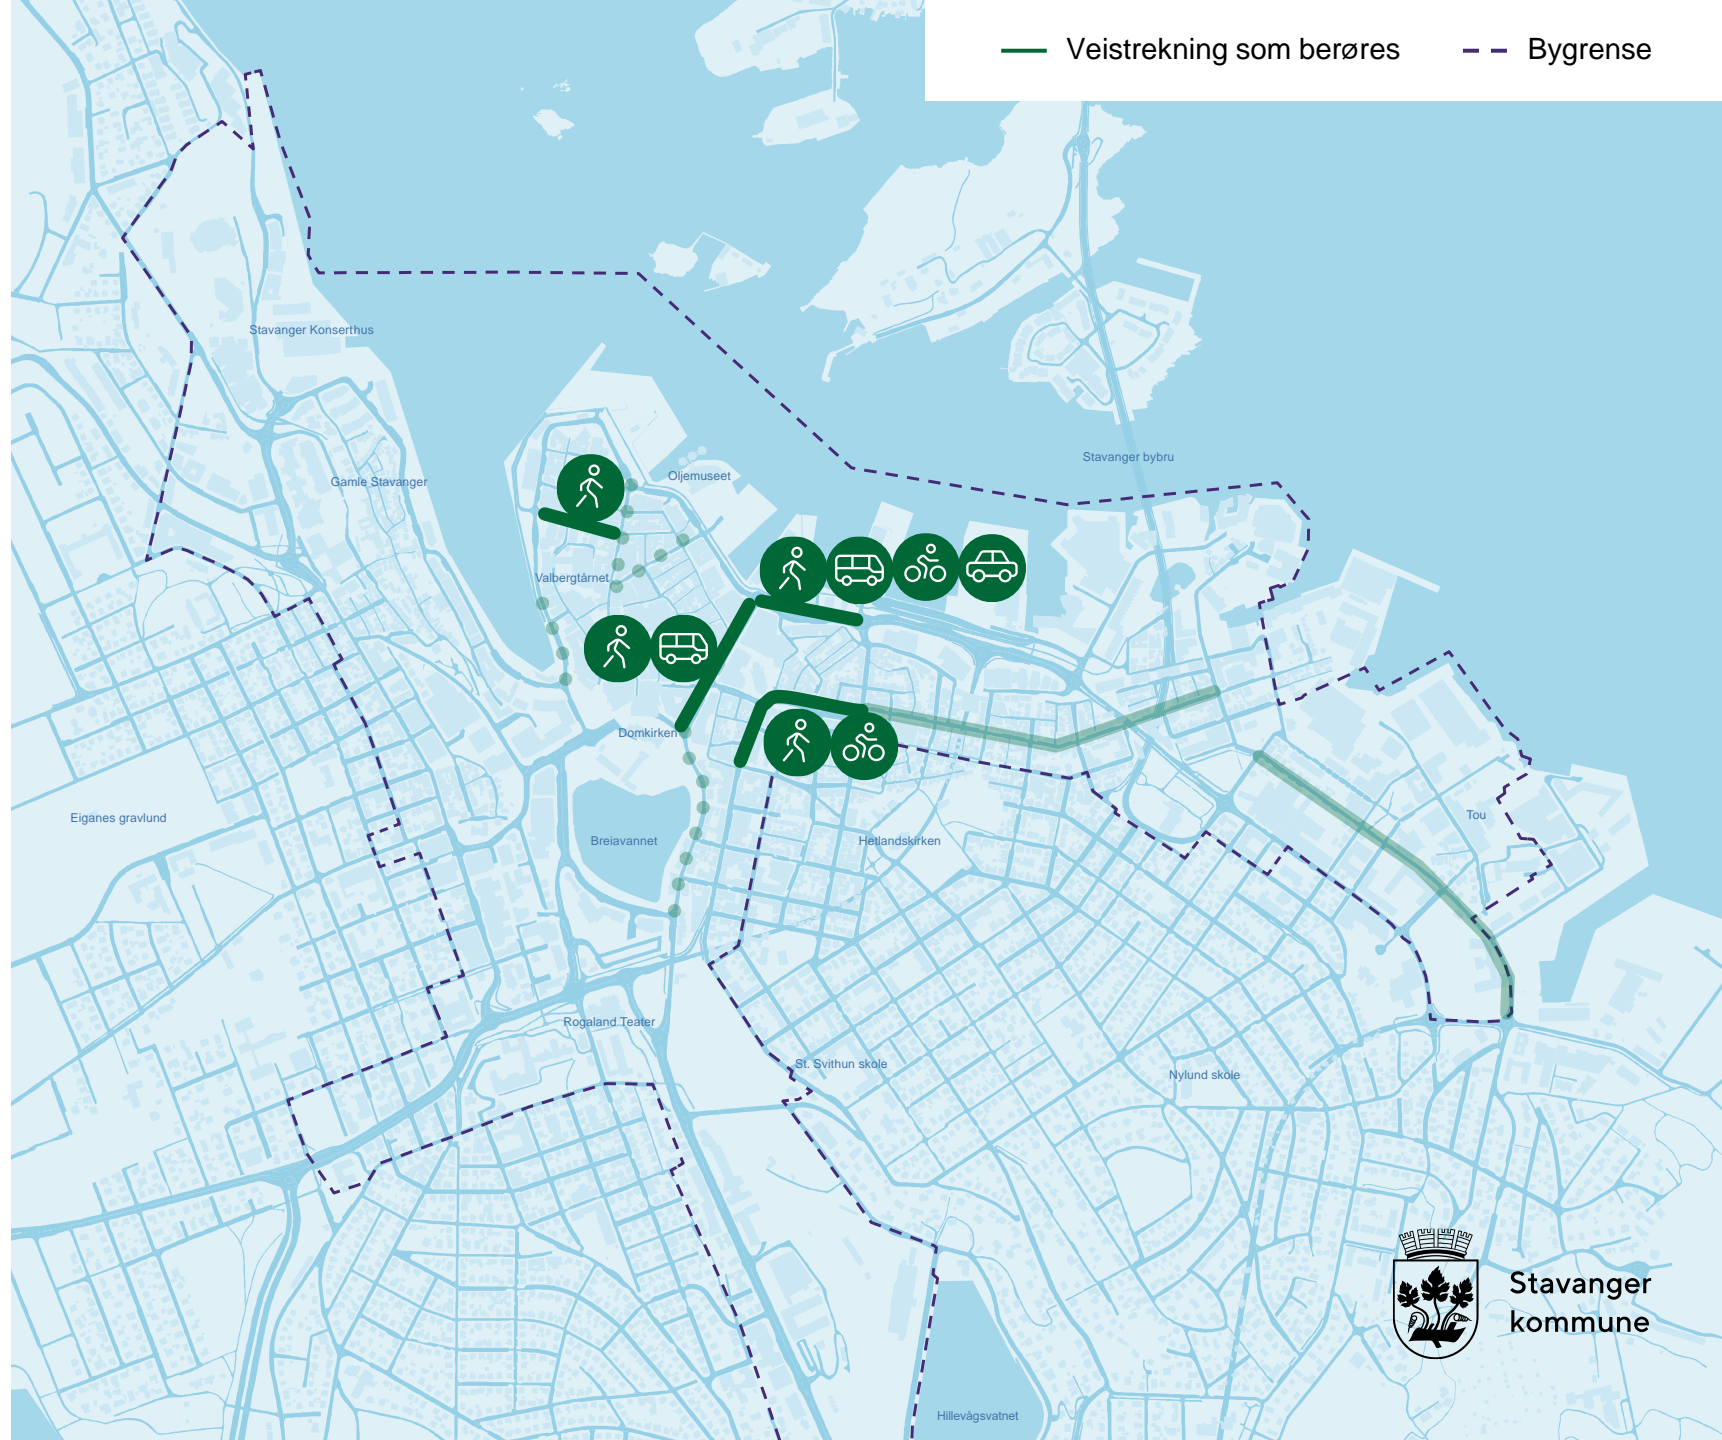 Veistrekning som berøres
Bygrense
Stavanger Konserthus
Stavanger bybru
Oljemuseet
Gamle Stavanger
Valbergtårnet
Domkirken
Eiganes gravlund
Tou
Breiavannet
Hetlandskirken
Rogaland Teater
St. Svithun skole
Nylund skole
Stavanger
kommune
Hillevågsvatnet